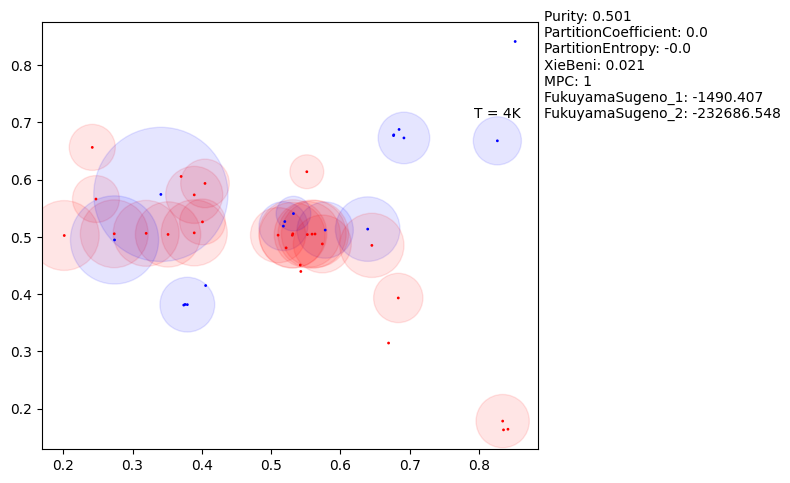 Purity: 0.501
PartitionCoefficient: 0.0
PartitionEntropy: -0.0
XieBeni: 0.021
MPC: 1
FukuyamaSugeno_1: -1490.407
FukuyamaSugeno_2: -232686.548
T = 4K
0.8
0.7
0.6
0.5
0.4
0.3
0.2
0.2 0.3 0.4 0.5 0.6 0.7 0.8